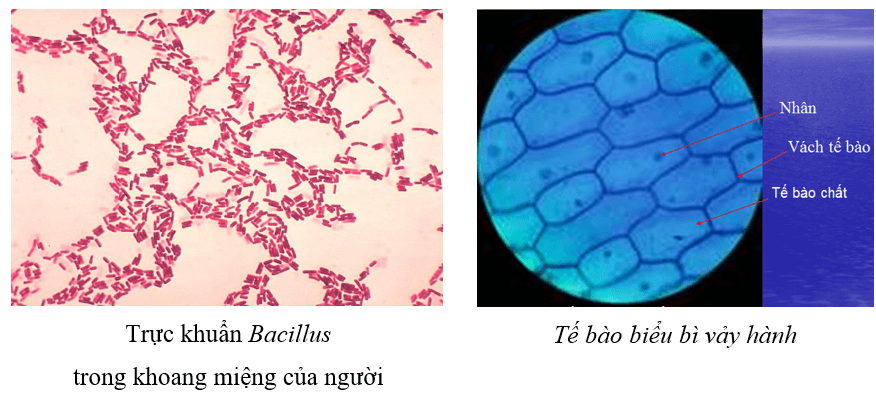 Nhân
Vách tế bào
Tế bào chất
Trực khuẩn Bacillus
trong khoang miệng của người
Tế bào biểu bì vảy hành